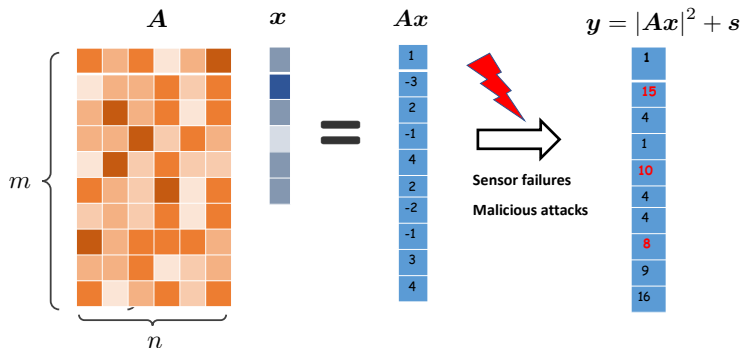 A
x
Ax
y = |Ax|² + s
m
n
=
1
-3
2
-1
4
2
-2
-1
3
4
Sensor failures
Malicious attacks
1
15
4
1
10
4
4
8
9
16